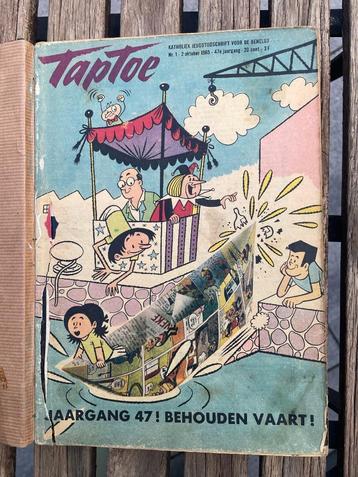 TapToe
KATHOLIEK JEUGDTIJDSCHRIFT VOOR DE BENELUX
Nr. 1 - 2 oktober 1965 - 47e jaargang - 20 cent - 3 F
JAARGANG 47! BEHOUDEN VAART!